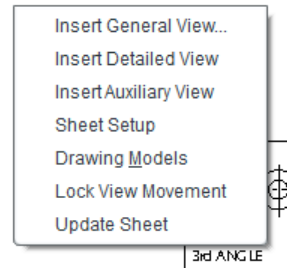 Insert General View...
Insert Detailed View
Insert Auxiliary View
Sheet Setup
Drawing Models
Lock View Movement
Update Sheet
3rd ANGLE